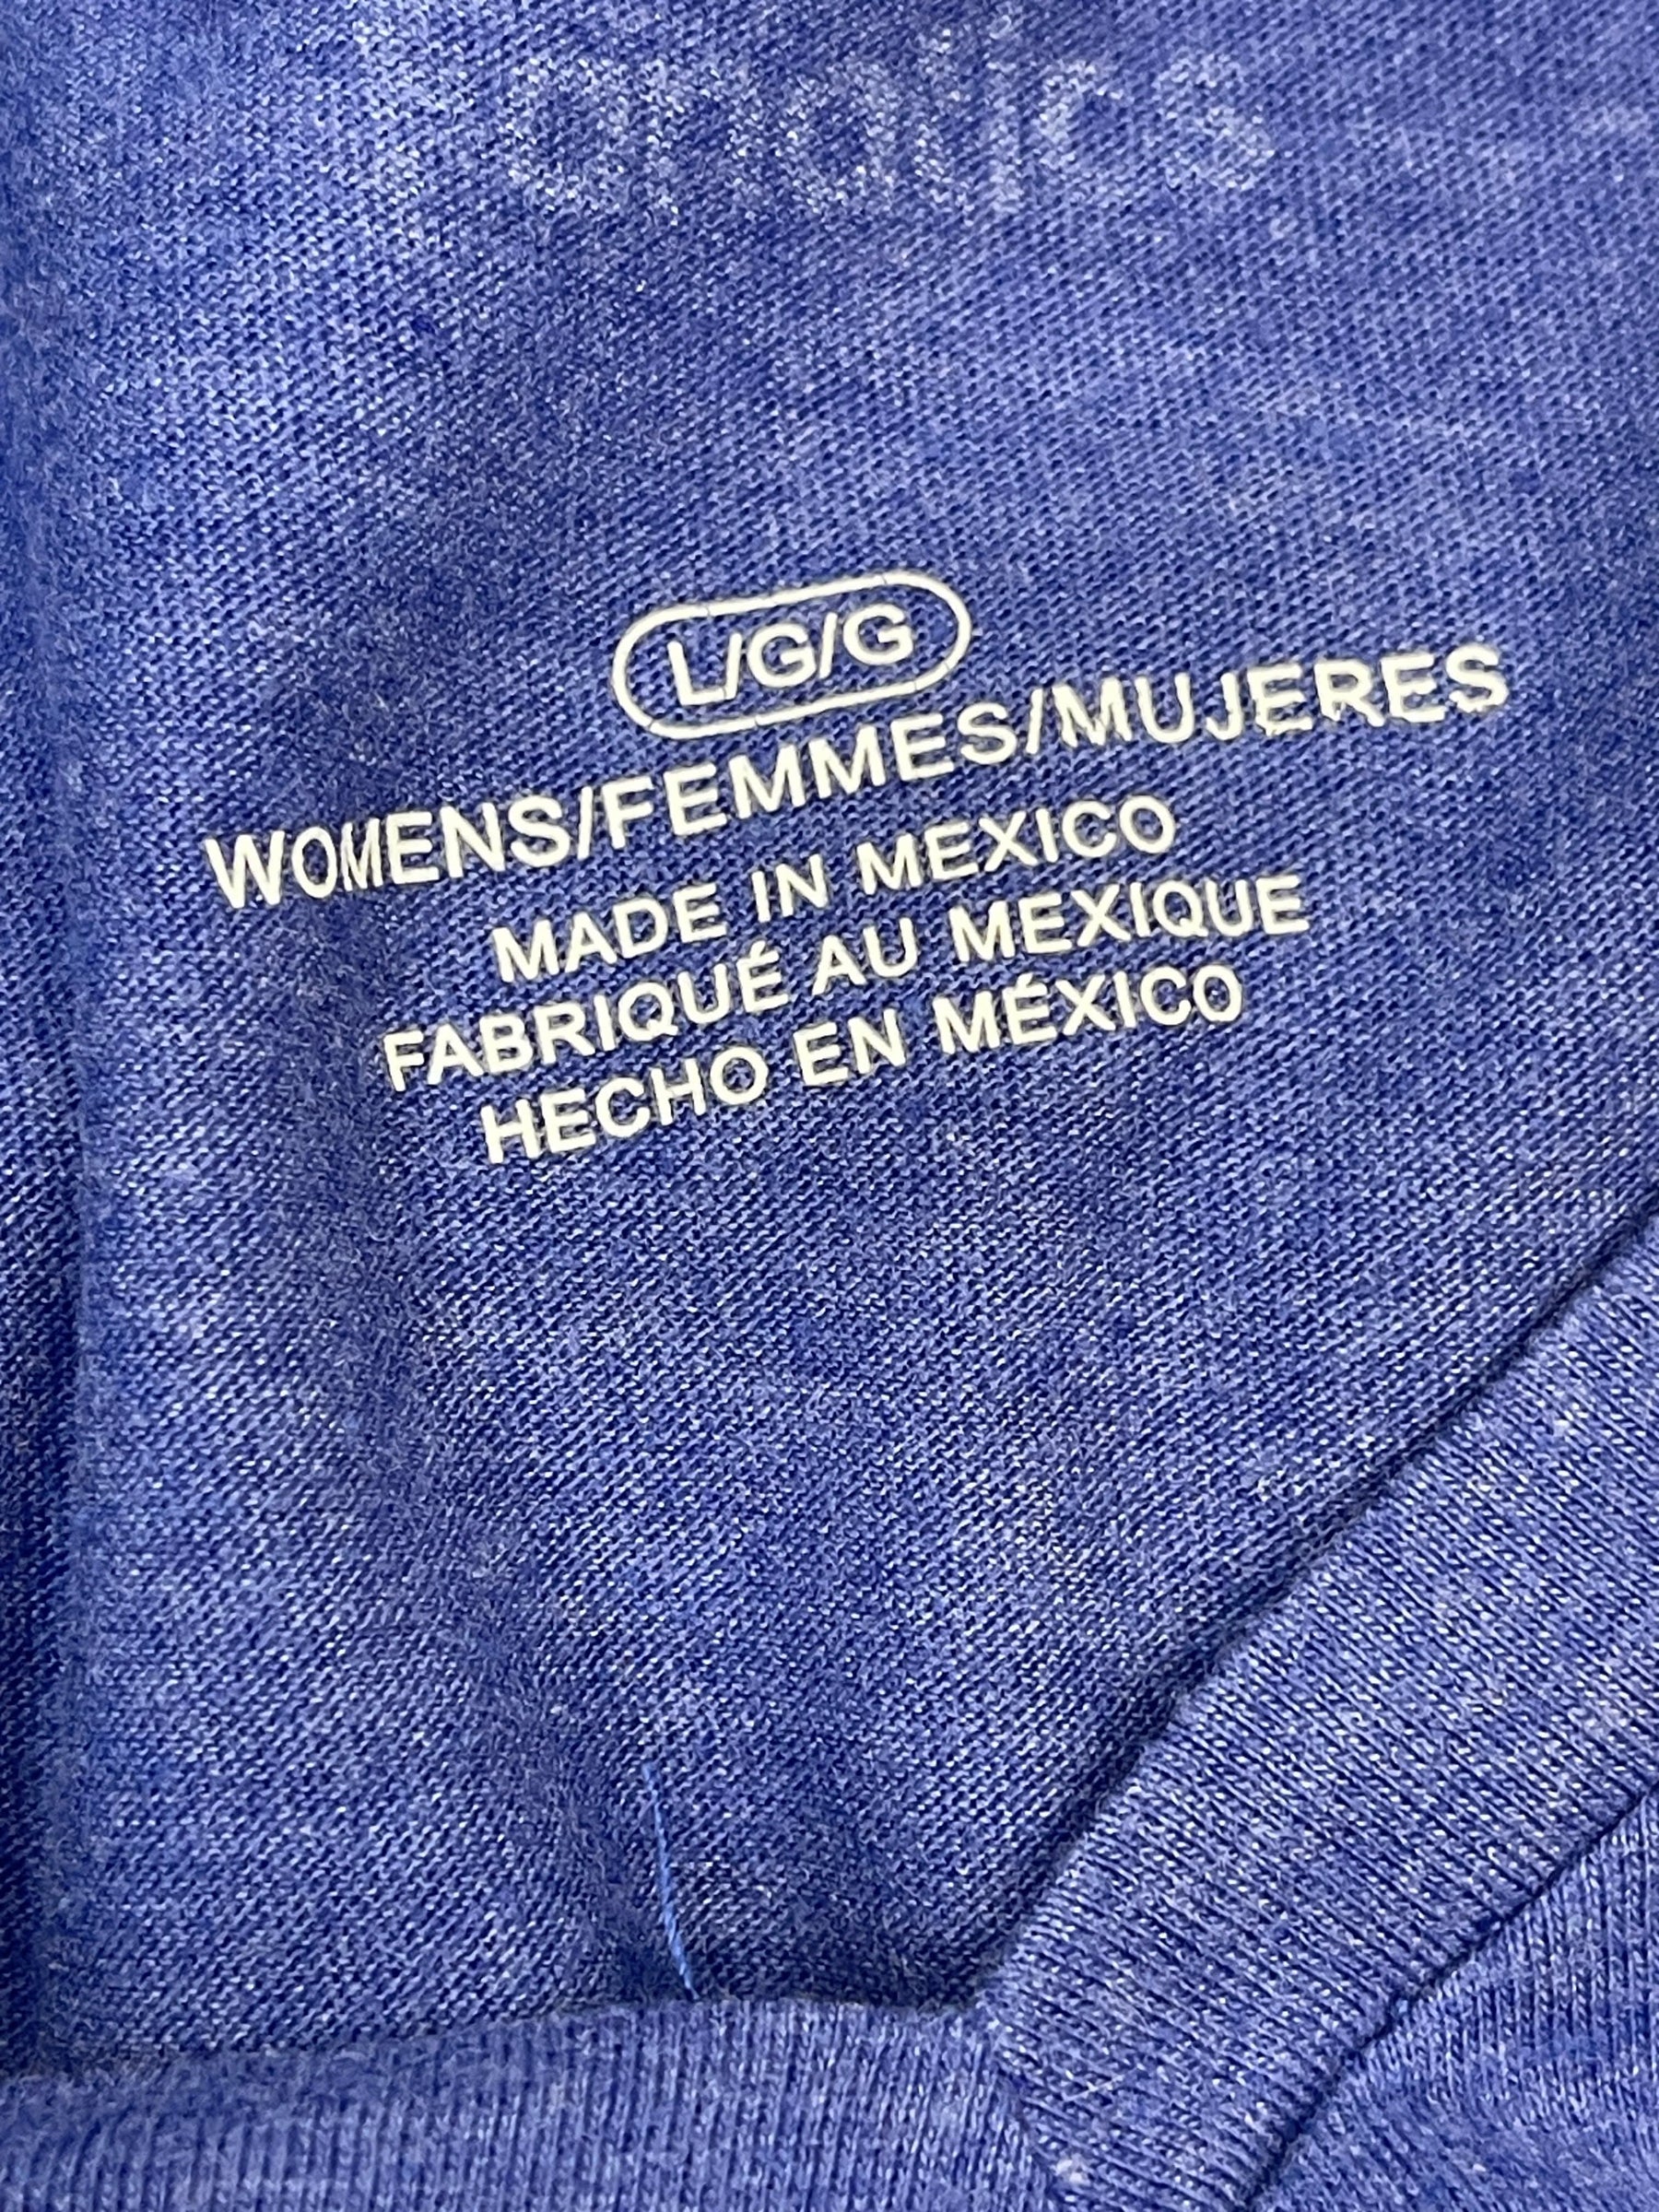 L/G/G
WOMENS/FEMMES/MUJERES
MADE IN MEXICO
FABRIQUÉ AU MEXIQUE
HECHO EN MÉXICO